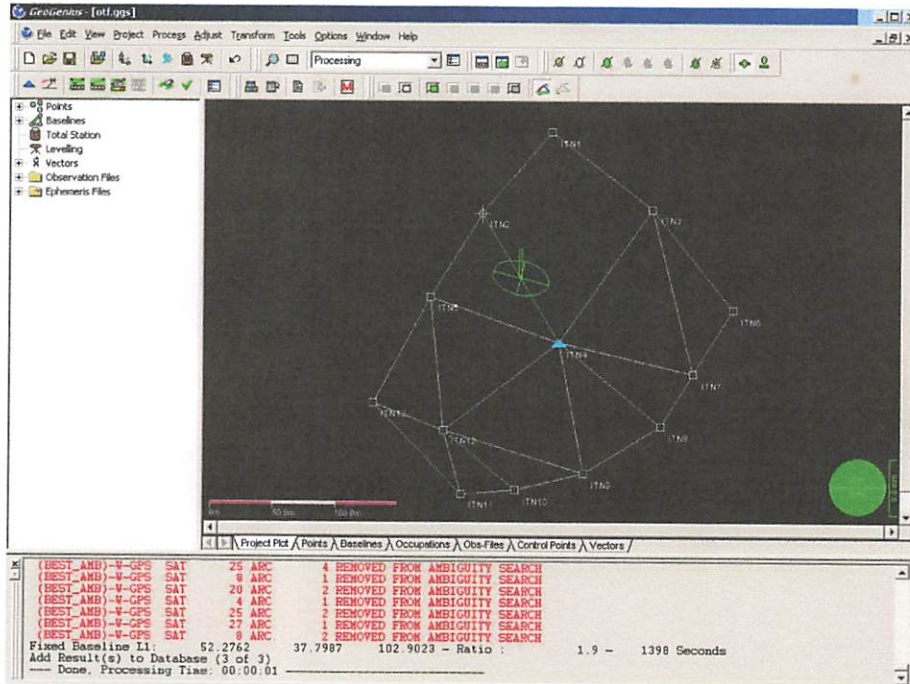 GeoGenius - [otf.ggs]
File Edit View Project Process Adjust Transform Tools Options Window Help
Processing
M
Points
Baselines
Total Station
Levelling
Vectors
Observation Files
Ephemeris Files
ITN1
ITN2
ITN3
ITN5
ITN6
ITN4
ITN7
ITN8
ITN13
ITN12
ITN9
ITN11
ITN10
0m 50.0m 100.0m
Project Plot Points Baselines Occupations Obs-Files Control Points Vectors
(BEST_AMB)-W-GPS SAT 25 ARC 4 REMOVED FROM AMBIGUITY SEARCH
(BEST_AMB)-W-GPS SAT 8 ARC 1 REMOVED FROM AMBIGUITY SEARCH
(BEST_AMB)-W-GPS SAT 20 ARC 2 REMOVED FROM AMBIGUITY SEARCH
(BEST_AMB)-W-GPS SAT 4 ARC 1 REMOVED FROM AMBIGUITY SEARCH
(BEST_AMB)-W-GPS SAT 25 ARC 2 REMOVED FROM AMBIGUITY SEARCH
(BEST_AMB)-W-GPS SAT 27 ARC 1 REMOVED FROM AMBIGUITY SEARCH
(BEST_AMB)-W-GPS SAT 8 ARC 2 REMOVED FROM AMBIGUITY SEARCH
Fixed Baseline L1: 52.2762 37.7987 102.9023 - Ratio : 1.9 - 1398 Seconds
Add Result(s) to Database (3 of 3)
--- Done, Processing Time: 00:00:01 ---